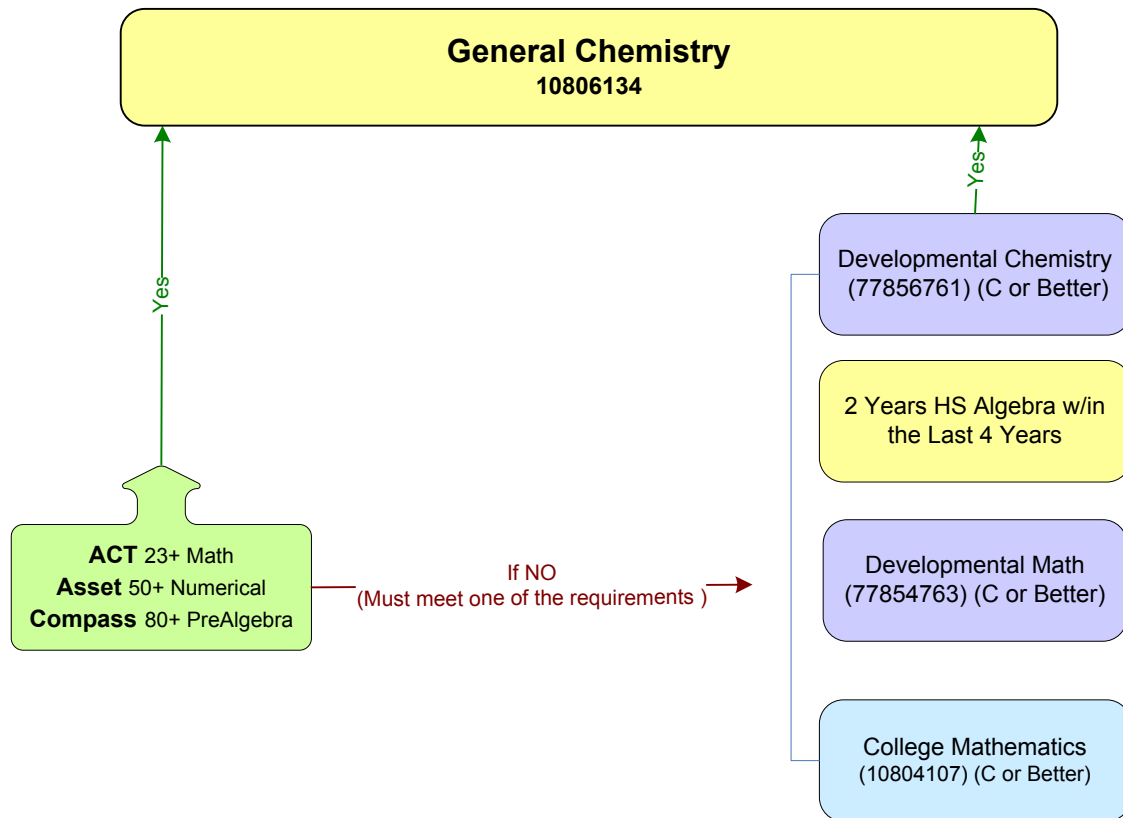 General Chemistry
10806134
Yes
Yes
Developmental Chemistry
(77856761) (C or Better)
2 Years HS Algebra w/in
the Last 4 Years
ACT 23+ Math
Asset 50+ Numerical
Compass 80+ PreAlgebra
If NO
(Must meet one of the requirements )
Developmental Math
(77854763) (C or Better)
College Mathematics
(10804107) (C or Better)